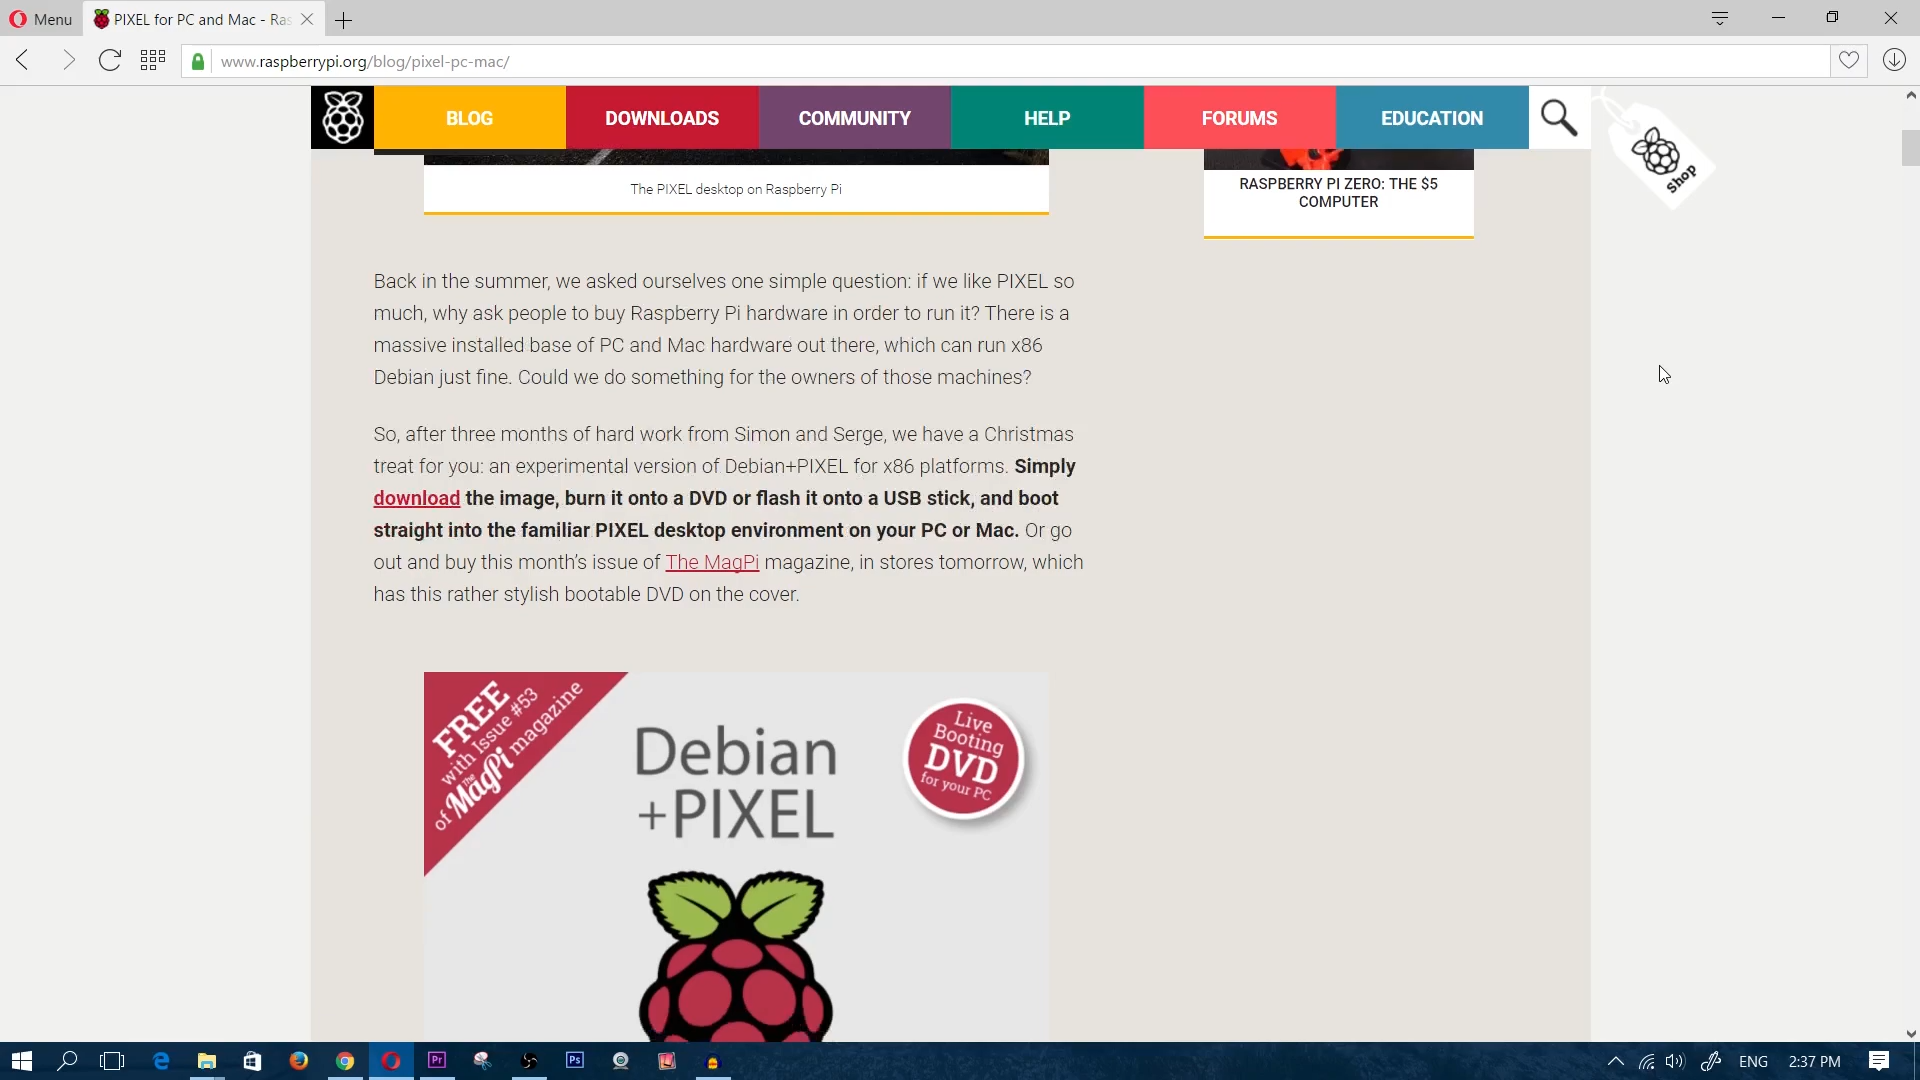 Menu
PIXEL for PC and Mac - Ras
www.raspberrypi.org/blog/pixel-pc-mac/
BLOG
DOWNLOADS
COMMUNITY
HELP
FORUMS
EDUCATION
Shop
The PIXEL desktop on Raspberry Pi
RASPBERRY PI ZERO: THE $5
COMPUTER
Back in the summer, we asked ourselves one simple question: if we like PIXEL so
much, why ask people to buy Raspberry Pi hardware in order to run it? There is a
massive installed base of PC and Mac hardware out there, which can run x86
Debian just fine. Could we do something for the owners of those machines?
So, after three months of hard work from Simon and Serge, we have a Christmas
treat for you: an experimental version of Debian+PIXEL for x86 platforms. Simply
download the image, burn it onto a DVD or flash it onto a USB stick, and boot
straight into the familiar PIXEL desktop environment on your PC or Mac. Or go
out and buy this month's issue of The MagPi magazine, in stores tomorrow, which
has this rather stylish bootable DVD on the cover.
FREE
with Issue #53
of The MagPi magazine
Debian
+PIXEL
Live
Booting
DVD
for your PC
Pr
Ps
ENG
2:37 PM